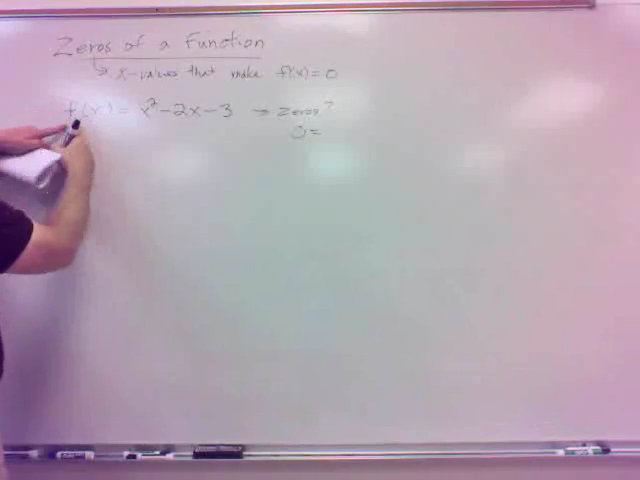 Zeros of a Function
↳ x-values that make f(x) = 0
f(x) = x² - 2x - 3 → zeros?
0 =